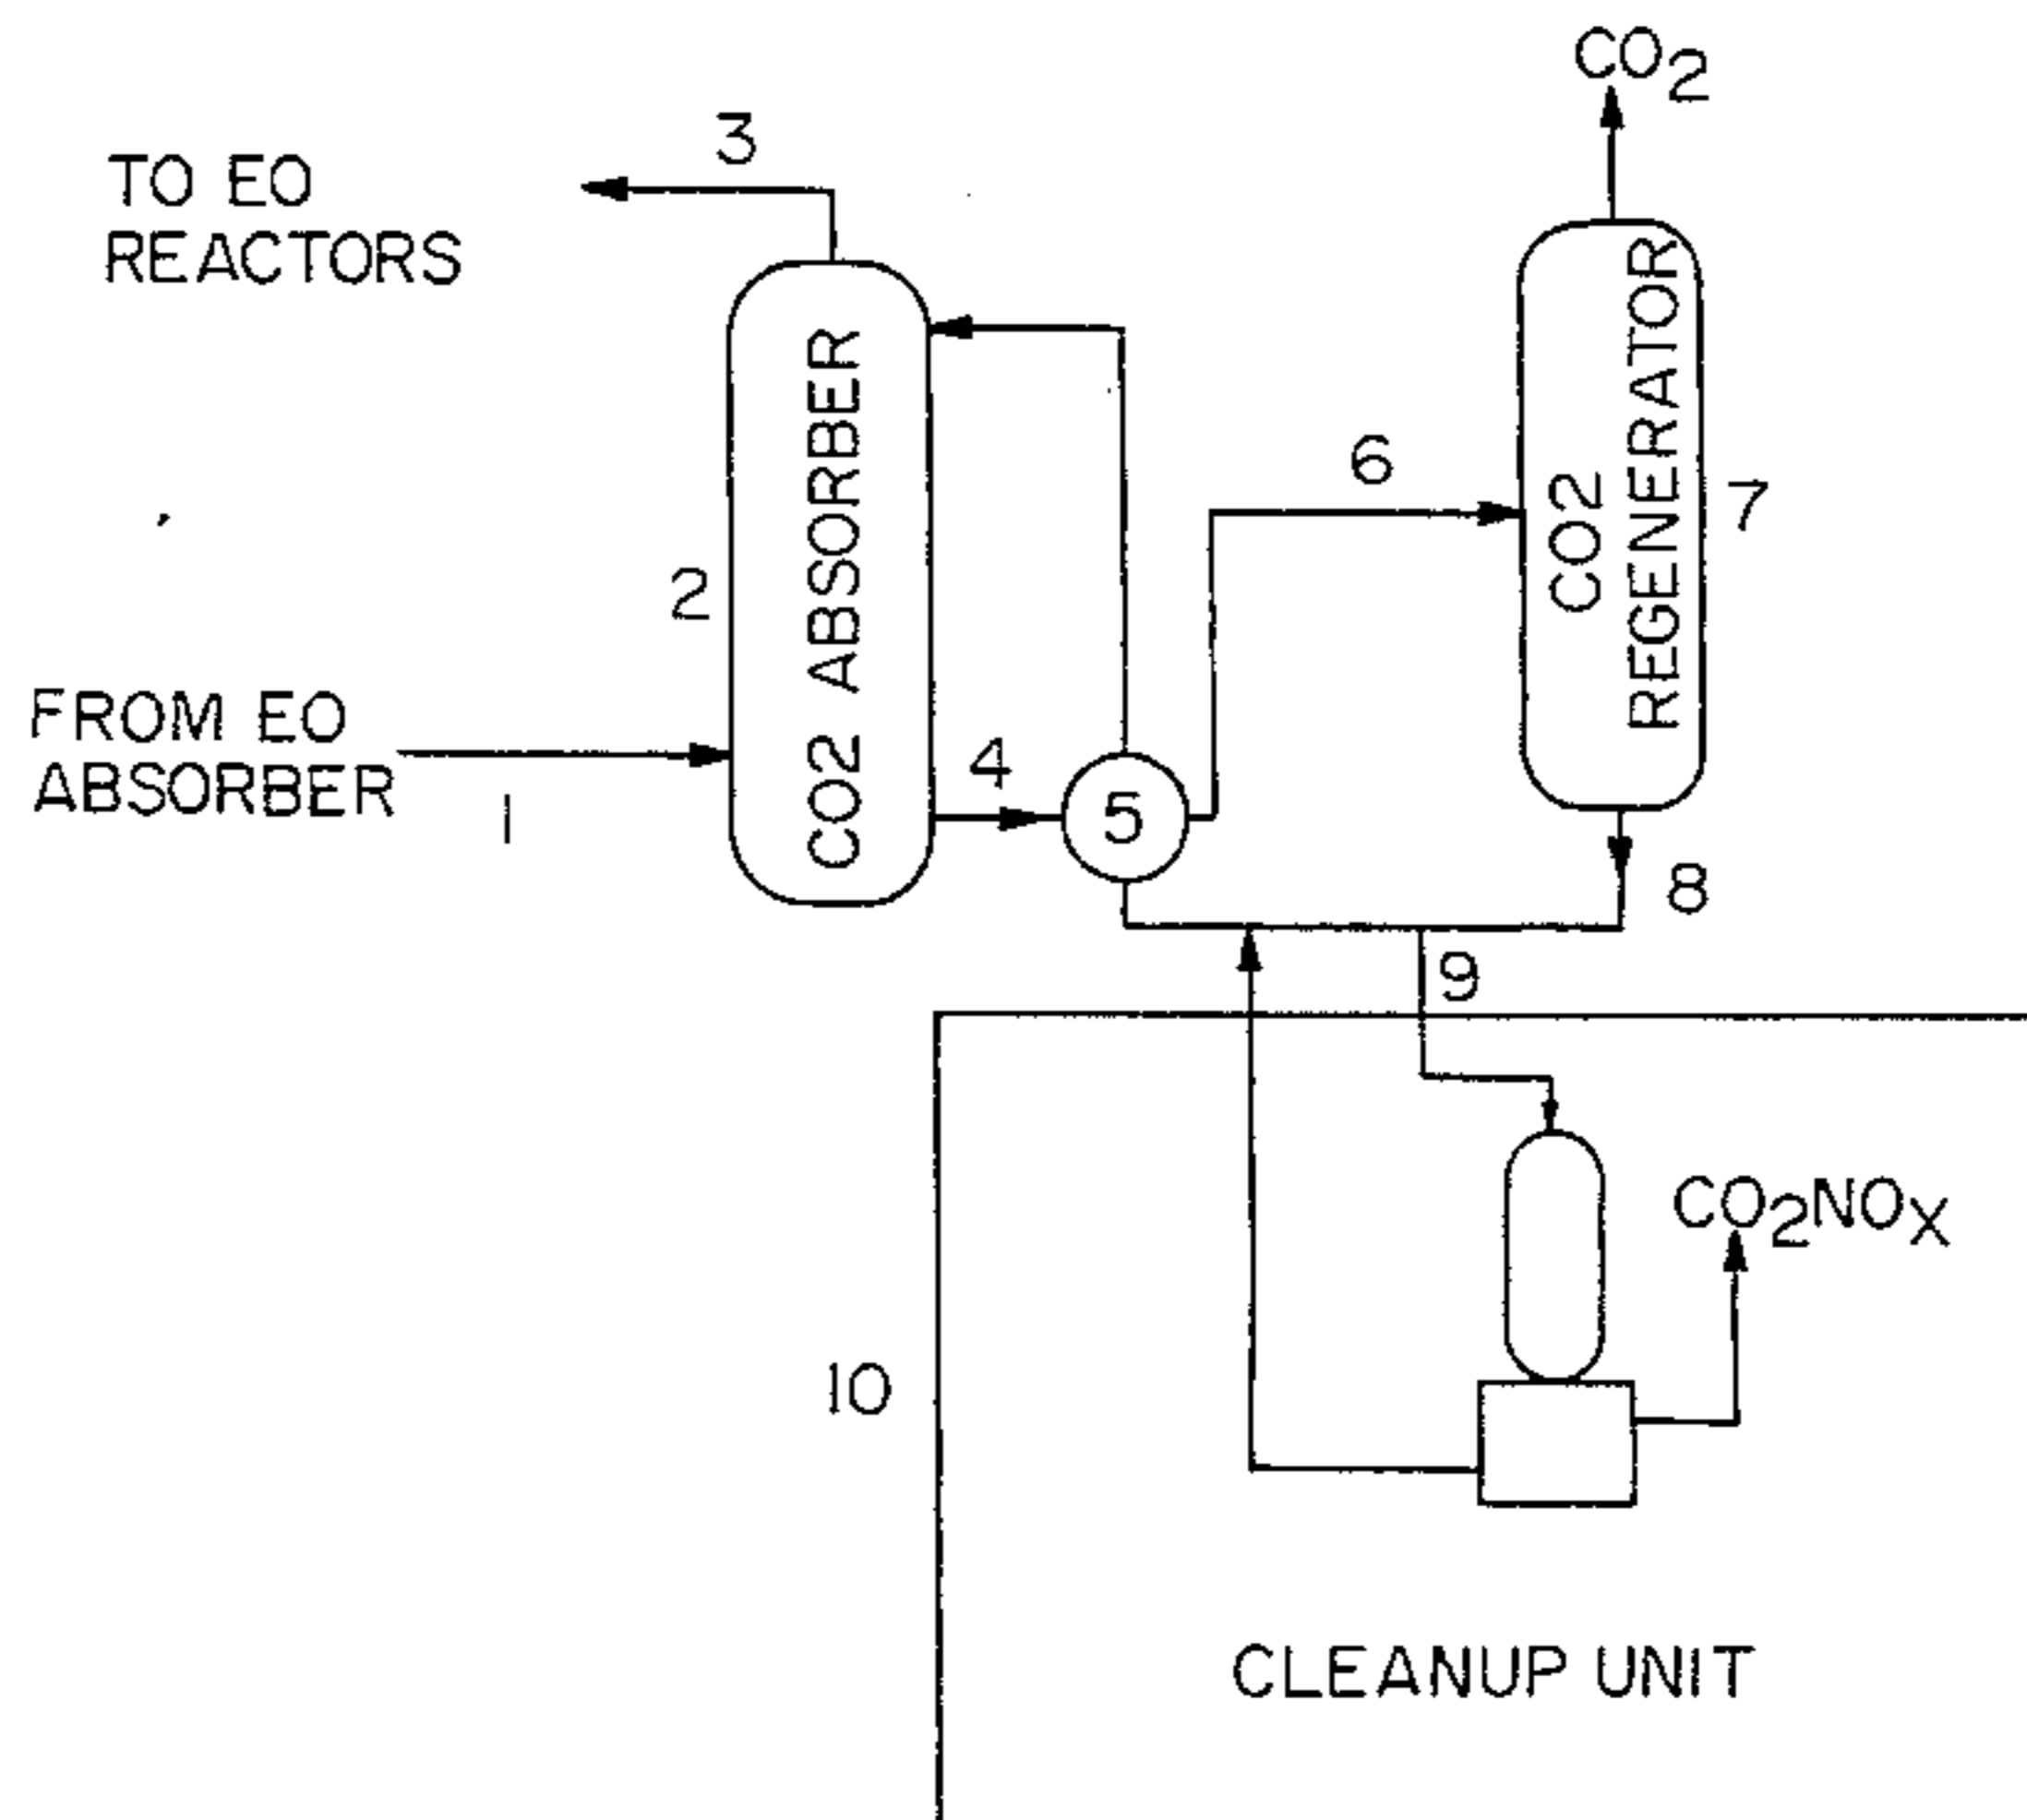 CO2
3
TO EO
REACTORS
CO2 ABSORBER
CO2
REGENERATOR
6
7
2
FROM EO
ABSORBER
1
4
5
8
9
CO2NOX
10
CLEANUP UNIT